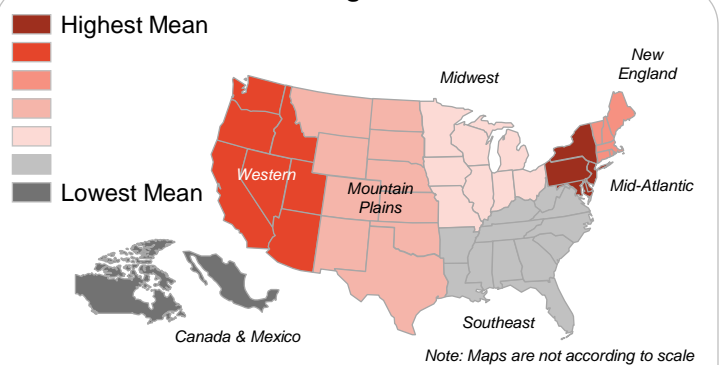 Highest Mean
Lowest Mean
Midwest
New
England
Western
Mountain
Plains
Mid-Atlantic
Canada & Mexico
Southeast
Note: Maps are not according to scale